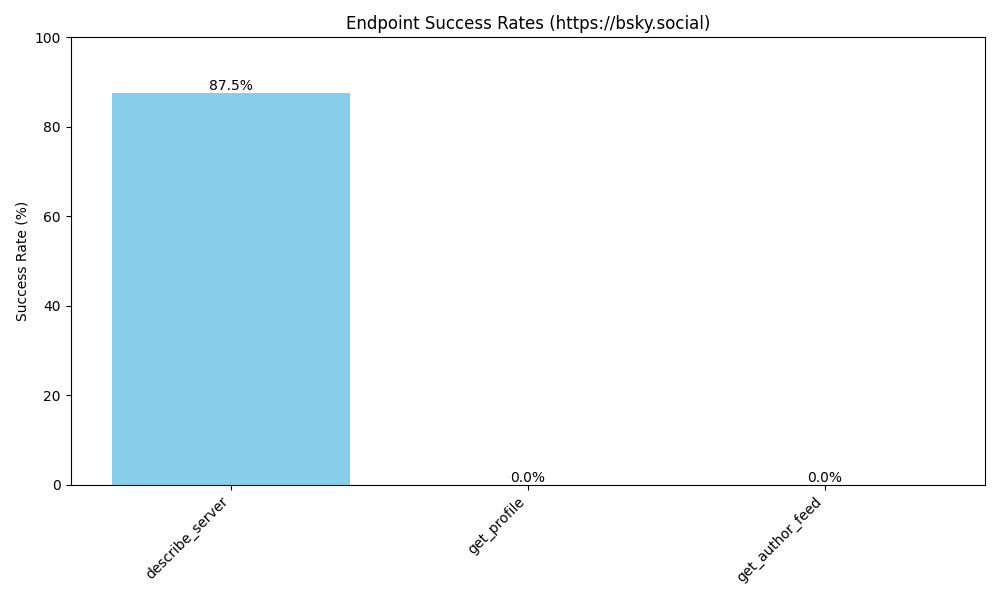 Endpoint Success Rates (https://bsky.social)
Success Rate (%)
100
80
60
40
20
0
87.5%
0.0%
0.0%
describe_server
get_profile
get_author_feed